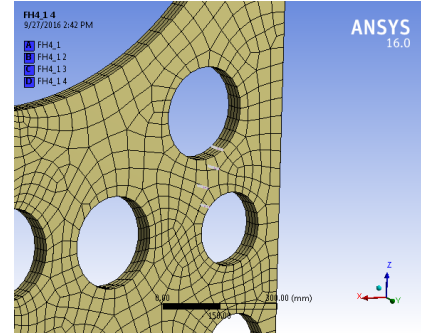 FH4_1 4
9/27/2016 2:42 PM
A FH4_1
B FH4_1 2
C FH4_1 3
D FH4_1 4
ANSYS
16.0
0.00
300.00 (mm)
150.00
Z
X
Y